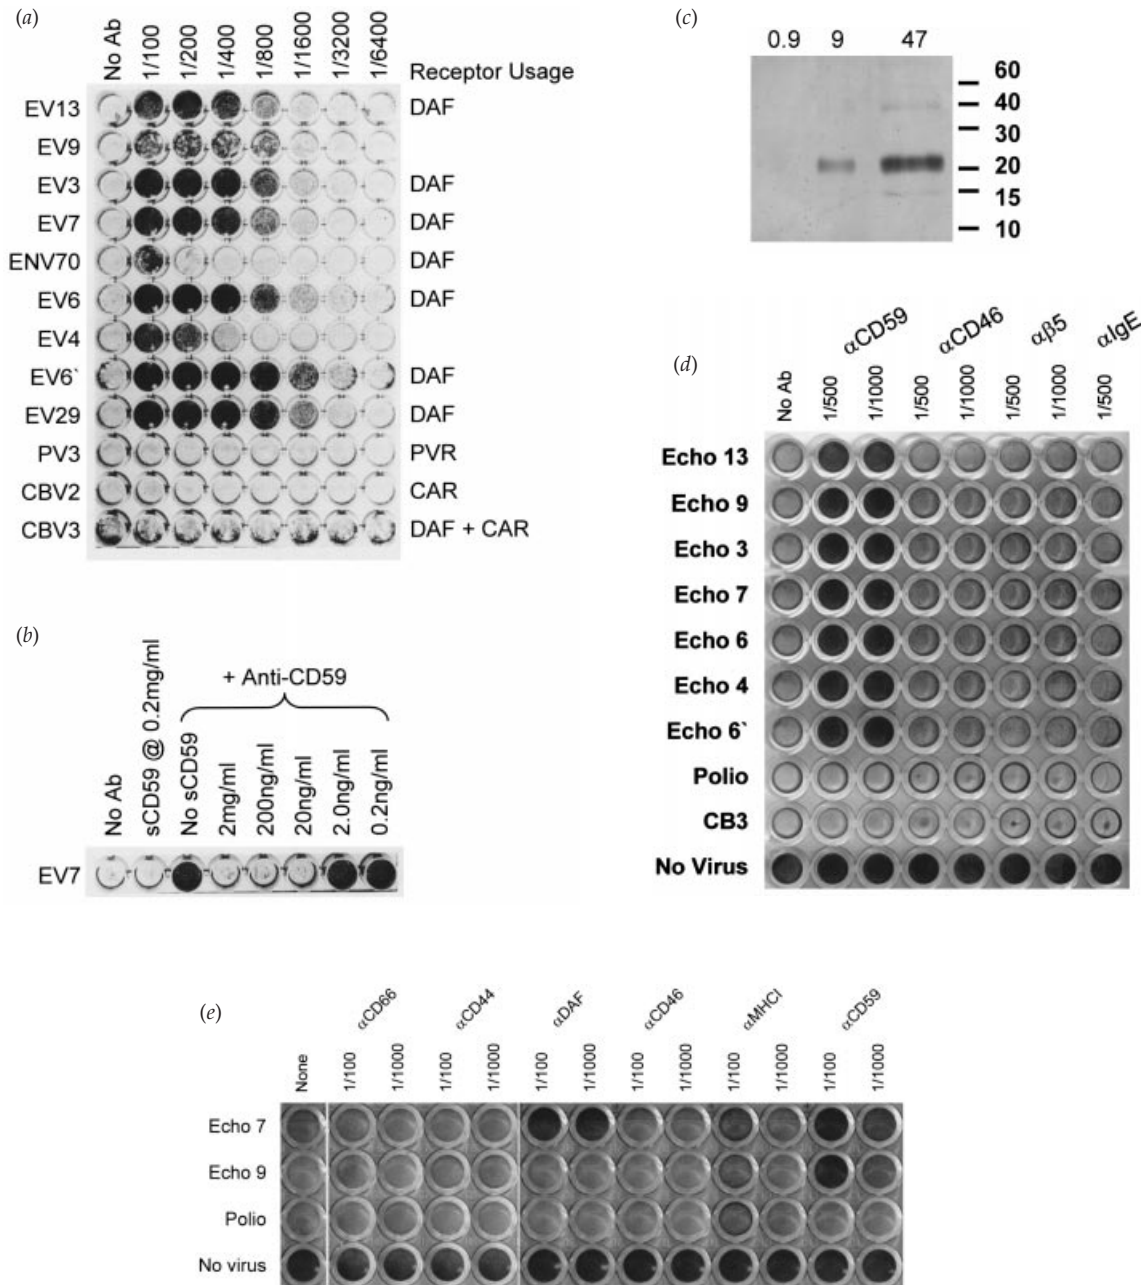 (a)
No Ab 1/100 1/200 1/400 1/800 1/1600 1/3200 1/6400
Receptor Usage
EV13 DAF
EV9
EV3 DAF
EV7 DAF
ENV70 DAF
EV6 DAF
EV4
EV6` DAF
EV29 DAF
PV3 PVR
CBV2 CAR
CBV3 DAF + CAR
(b)
+ Anti-CD59
No Ab sCD59 @ 0.2mg/ml No sCD59 2mg/ml 200ng/ml 20ng/ml 2.0ng/ml 0.2ng/ml
EV7
(c)
0.9 9 47
60
40
30
20
15
10
(d)
αCD59 αCD46 αβ5 αIgE
No Ab 1/500 1/1000 1/500 1/1000 1/500 1/1000 1/500
Echo 13
Echo 9
Echo 3
Echo 7
Echo 6
Echo 4
Echo 6`
Polio
CB3
No Virus
(e)
αCD66 αCD44 αDAF αCD46 αMHCI αCD59
None 1/100 1/1000 1/100 1/1000 1/100 1/1000 1/100 1/1000 1/100 1/1000 1/100 1/1000
Echo 7
Echo 9
Polio
No virus